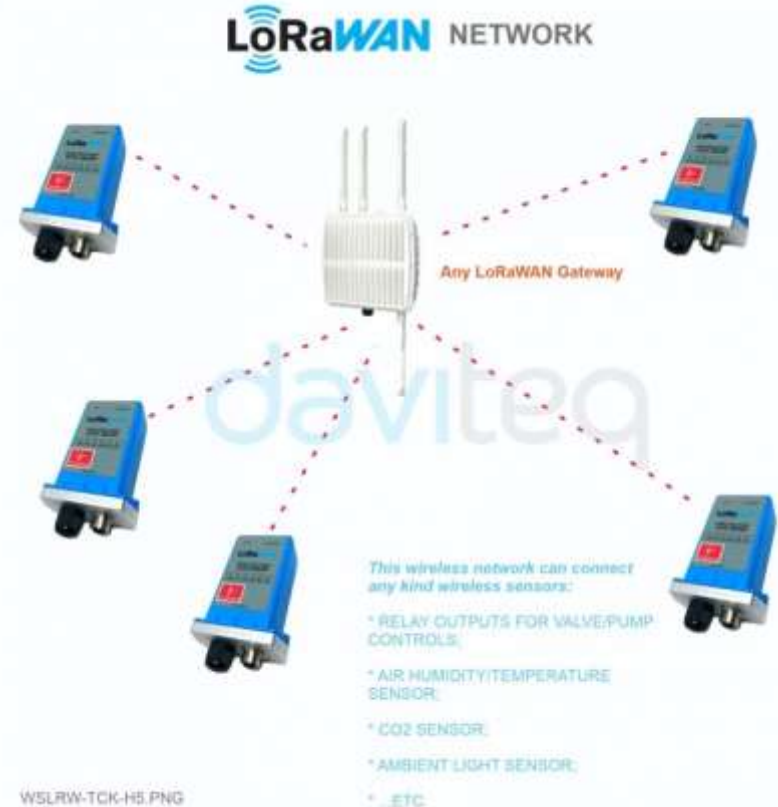 LoRaWAN NETWORK
Any LoRaWAN Gateway
daviteq
This wireless network can connect
any kind wireless sensors:
* RELAY OUTPUTS FOR VALVE/PUMP
CONTROLS;
* AIR HUMIDITY/TEMPERATURE
SENSOR;
* CO2 SENSOR;
* AMBIENT LIGHT SENSOR;
* ...ETC
WSLRW-TCK-H5.PNG